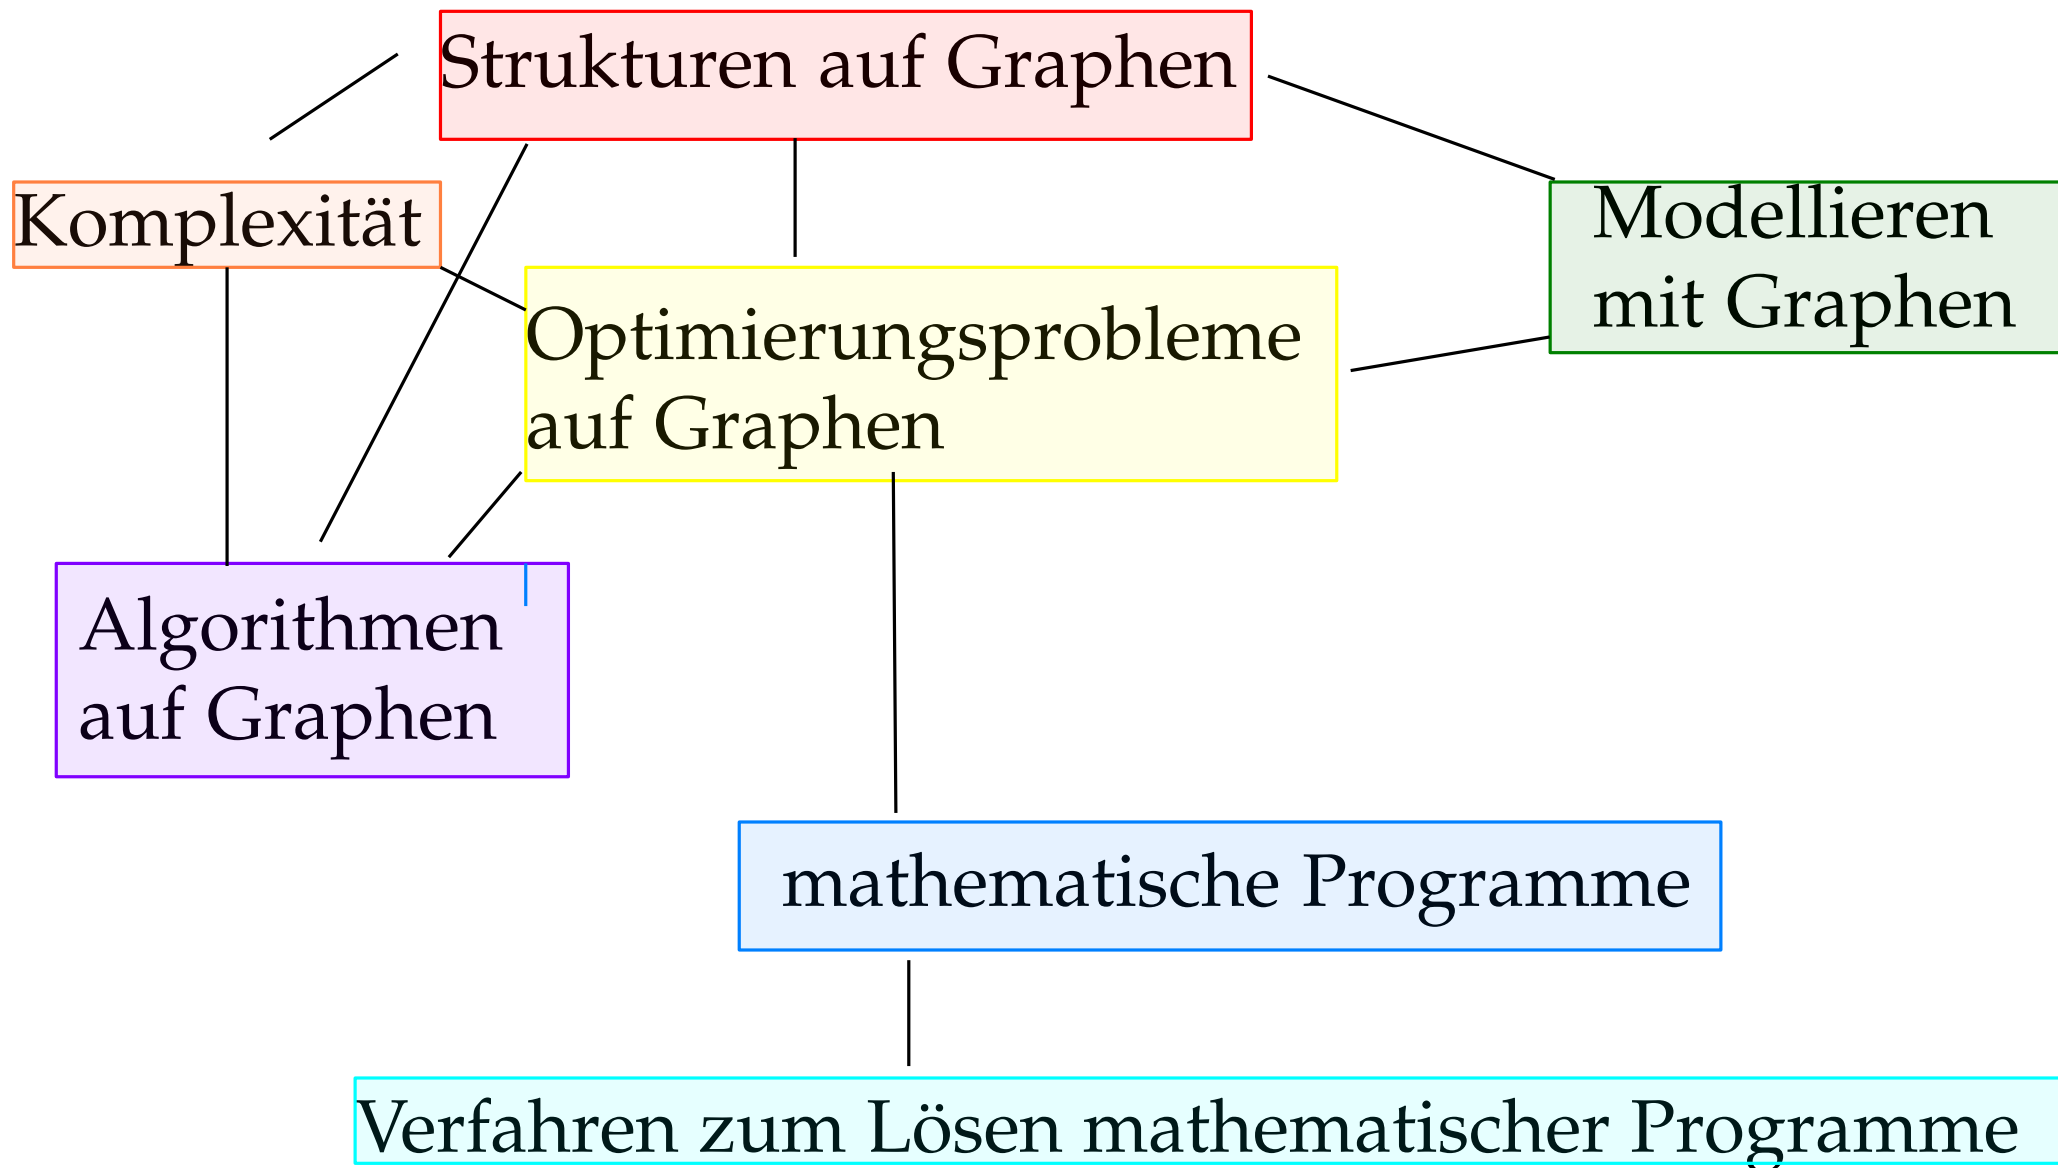 Strukturen auf Graphen
Komplexität
Modellieren
mit Graphen
Optimierungsprobleme
auf Graphen
Algorithmen
auf Graphen
mathematische Programme
Verfahren zum Lösen mathematischer Programme